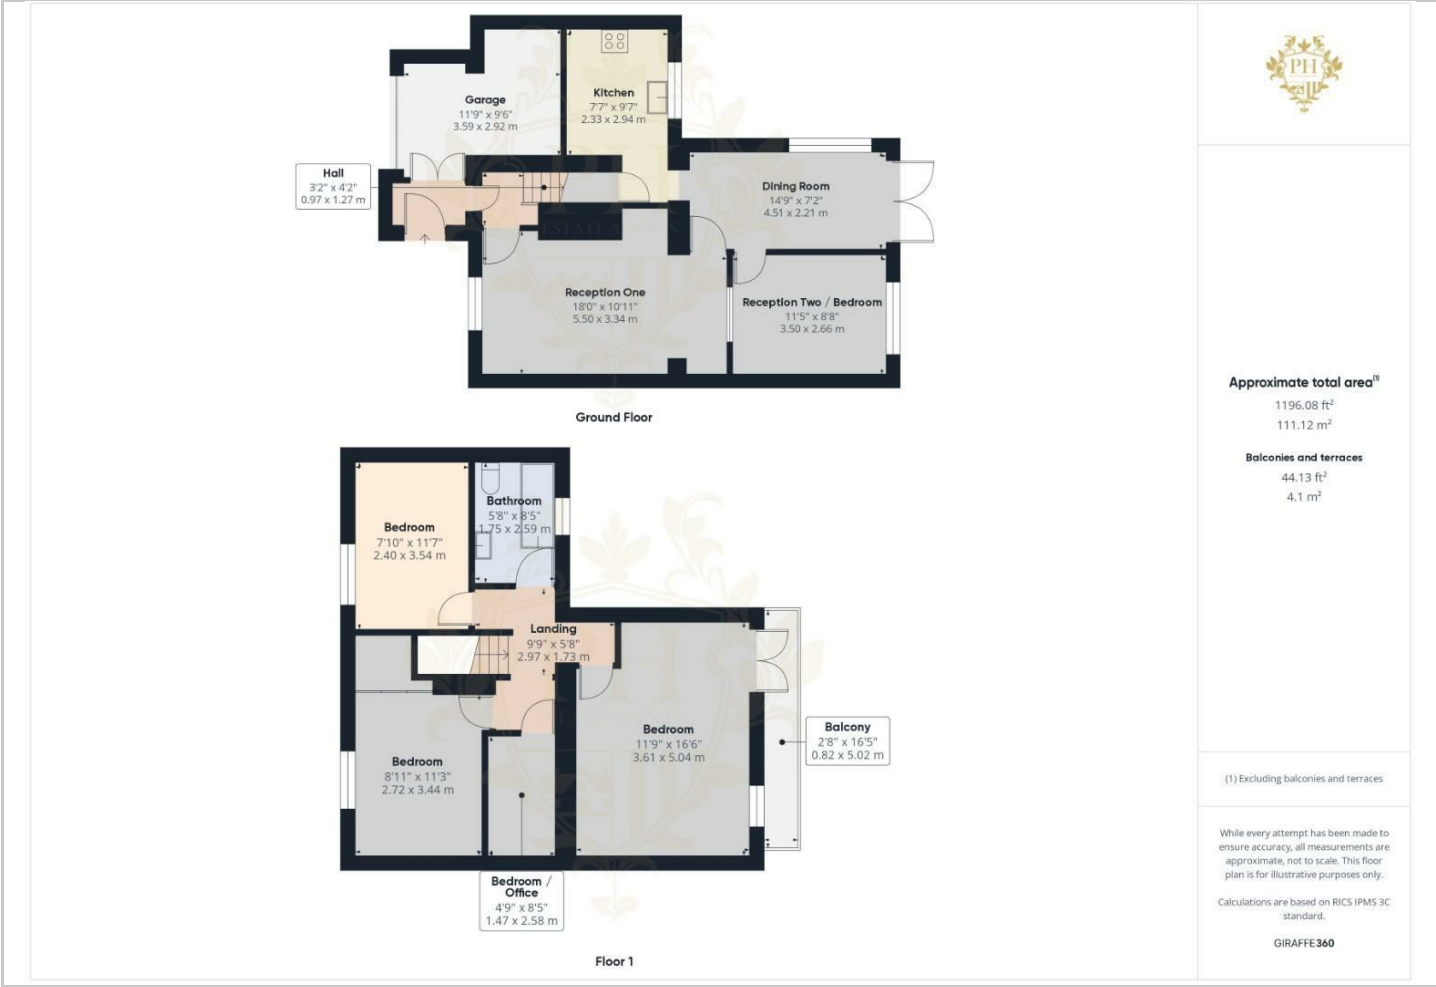 Garage
11'9" x 9'6"
3.59 x 2.92 m
Kitchen
7'7" x 9'7"
2.33 x 2.94 m
Hall
3'2" x 4'2"
0.97 x 1.27 m
Dining Room
14'9" x 7'2"
4.51 x 2.21 m
Reception One
18'0" x 10'11"
5.50 x 3.34 m
Reception Two / Bedroom
11'5" x 8'8"
3.50 x 2.66 m
PH
ESTATE AGENTS
Ground Floor
Bedroom
7'10" x 11'7"
2.40 x 3.54 m
Bathroom
5'8" x 8'5"
1.75 x 2.59 m
Landing
9'9" x 5'8"
2.97 x 1.73 m
PH
Bedroom
11'9" x 16'6"
3.61 x 5.04 m
Balcony
2'8" x 16'5"
0.82 x 5.02 m
Bedroom
8'11" x 11'3"
2.72 x 3.44 m
Bedroom /
Office
4'9" x 8'5"
1.47 x 2.58 m
Floor 1
PH
Approximate total area(1)
1196.08 ft²
111.12 m²
Balconies and terraces
44.13 ft²
4.1 m²
(1) Excluding balconies and terraces
While every attempt has been made to
ensure accuracy, all measurements are
approximate, not to scale. This floor
plan is for illustrative purposes only.
Calculations are based on RICS IPMS 3C
standard.
GIRAFFE360